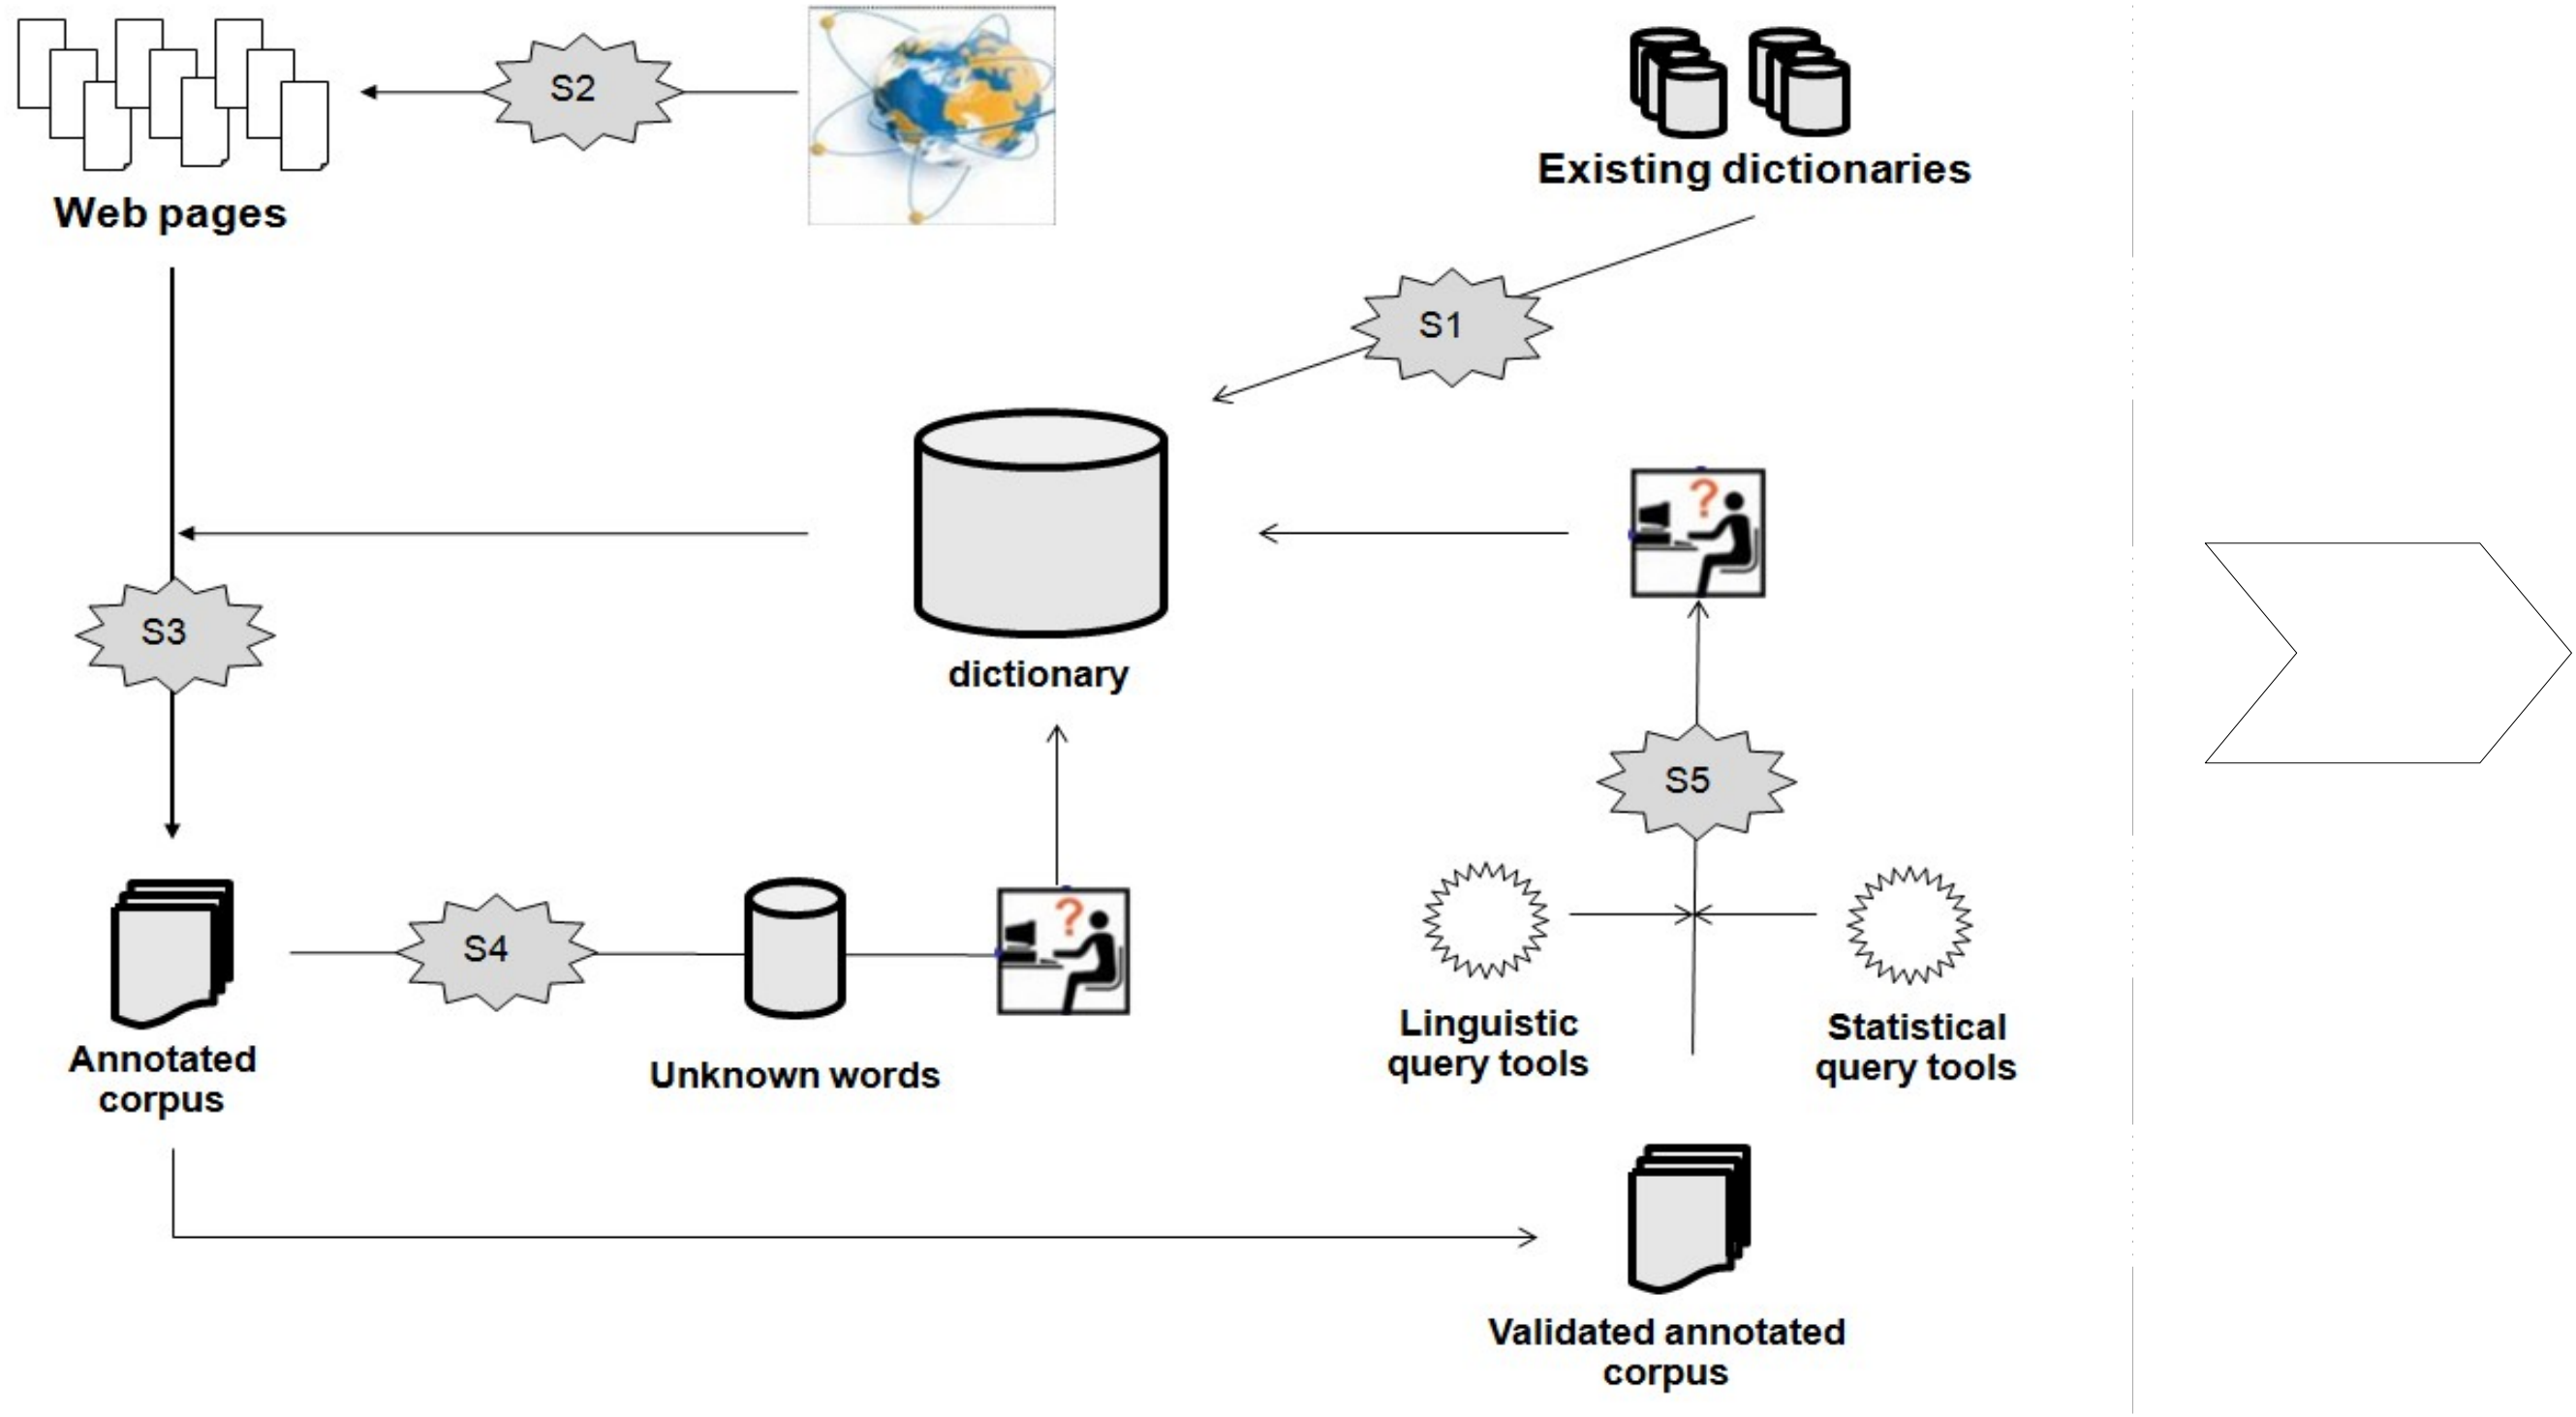 S2
Existing dictionaries
Web pages
S1
S3
dictionary
S5
S4
Linguistic
query tools
Statistical
query tools
Annotated
corpus
Unknown words
Validated annotated
corpus